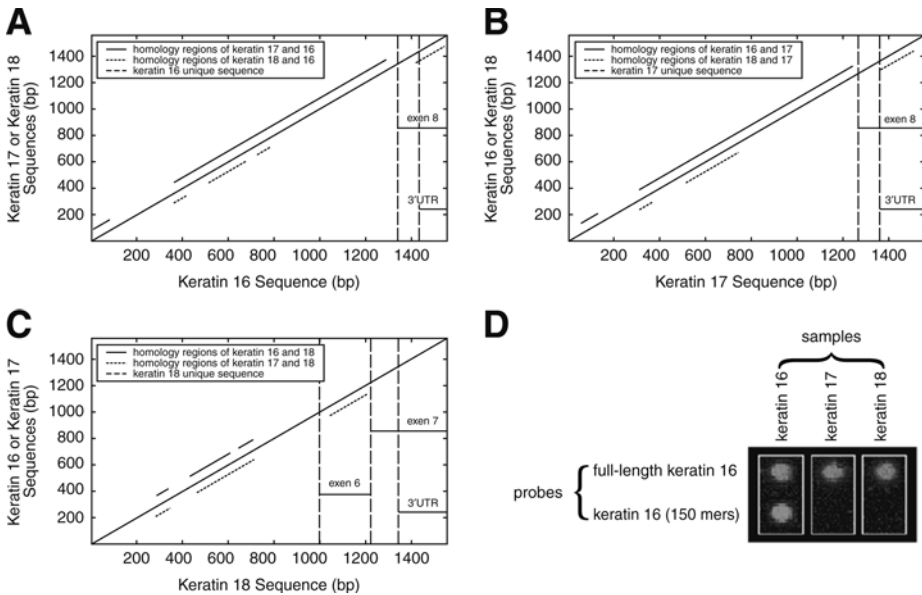 A
Keratin 17 or Keratin 18
Sequences (bp)
1400
1200
1000
800
600
400
200
homology regions of keratin 17 and 16
homology regions of keratin 18 and 16
keratin 16 unique sequence
exen 8
3'UTR
200 400 600 800 1000 1200 1400
Keratin 16 Sequence (bp)
B
Keratin 16 or Keratin 18
Sequences (bp)
1400
1200
1000
800
600
400
200
homology regions of keratin 16 and 17
homology regions of keratin 18 and 17
keratin 17 unique sequence
exen 8
3'UTR
200 400 600 800 1000 1200 1400
Keratin 17 Sequence (bp)
C
Keratin 16 or Keratin 17
Sequences (bp)
1400
1200
1000
800
600
400
200
homology regions of keratin 16 and 18
homology regions of keratin 17 and 18
keratin 18 unique sequence
exen 7
exen 6
3'UTR
200 400 600 800 1000 1200 1400
Keratin 18 Sequence (bp)
D
samples
keratin 16
keratin 17
keratin 18
probes
full-length keratin 16
keratin 16 (150 mers)